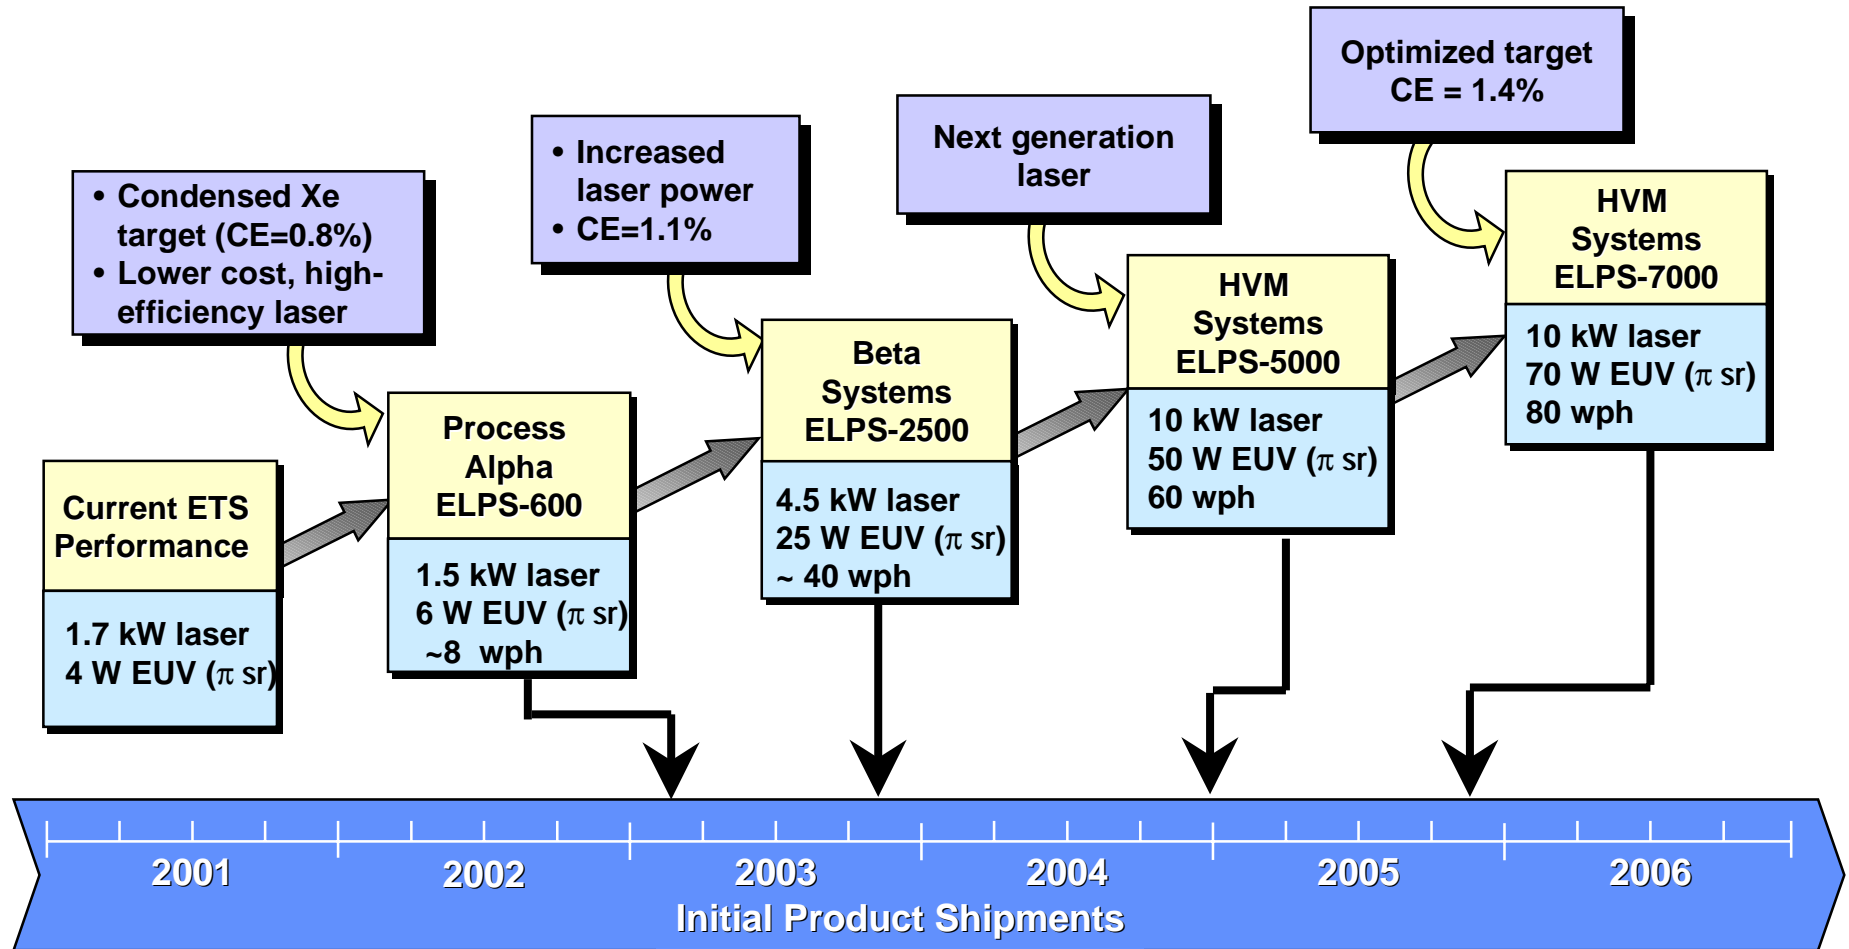 • Condensed Xe
target (CE=0.8%)
• Lower cost, high-
efficiency laser
• Increased
laser power
• CE=1.1%
Next generation
laser
Optimized target
CE = 1.4%
Current ETS
Performance
1.7 kW laser
4 W EUV (π sr)
Process
Alpha
ELPS-600
1.5 kW laser
6 W EUV (π sr)
~8 wph
Beta
Systems
ELPS-2500
4.5 kW laser
25 W EUV (π sr)
~ 40 wph
HVM
Systems
ELPS-5000
10 kW laser
50 W EUV (π sr)
60 wph
HVM
Systems
ELPS-7000
10 kW laser
70 W EUV (π sr)
80 wph
2001 2002 2003 2004 2005 2006
Initial Product Shipments